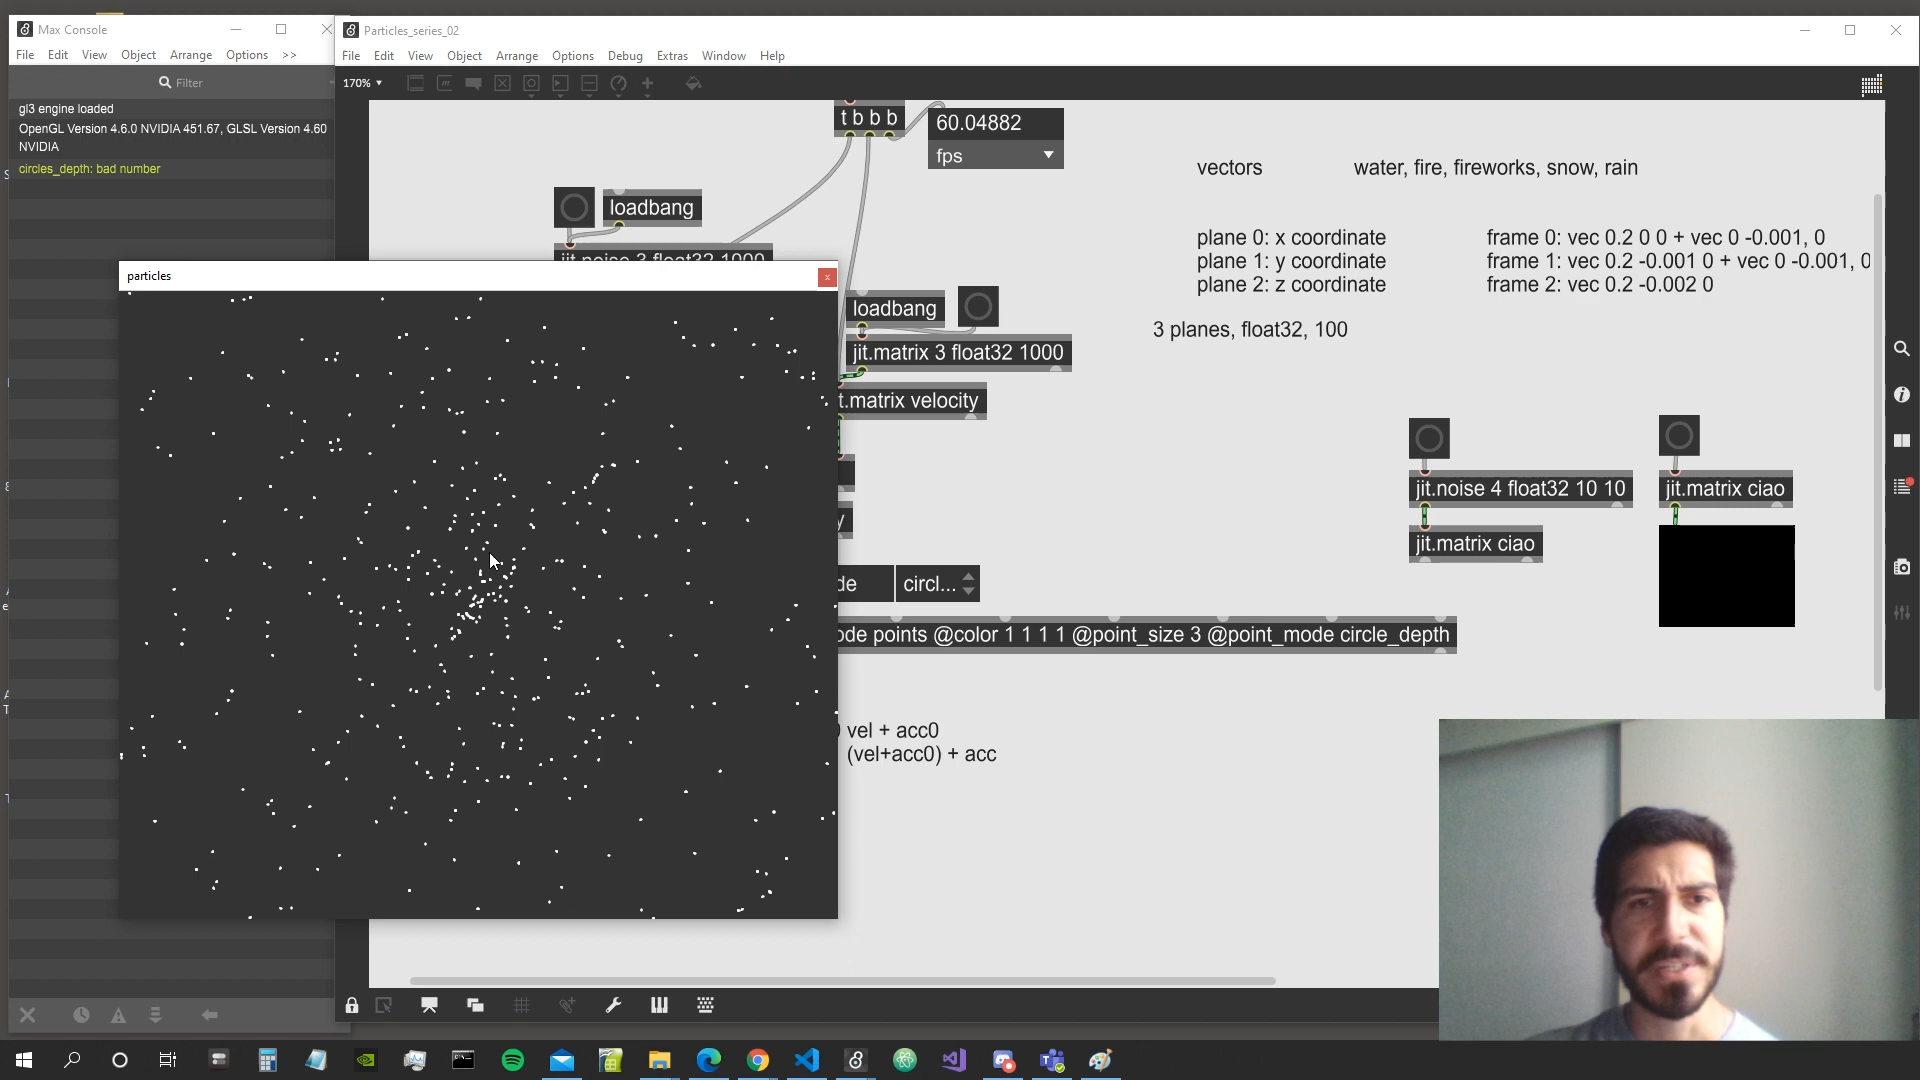 Max Console
File Edit View Object Arrange Options >>
Filter
gl3 engine loaded
OpenGL Version 4.6.0 NVIDIA 451.67, GLSL Version 4.60
NVIDIA
circles_depth: bad number
Particles_series_02
File Edit View Object Arrange Options Debug Extras Window Help
170%
t b b b
60.04882
fps
loadbang
jit.noise 3 float32 1000
particles
loadbang
jit.matrix 3 float32 1000
t.matrix velocity
y
de
circl...
ode points @color 1 1 1 1 @point_size 3 @point_mode circle_depth
vel + acc0
(vel+acc0) + acc
vectors
water, fire, fireworks, snow, rain
plane 0: x coordinate
plane 1: y coordinate
plane 2: z coordinate
frame 0: vec 0.2 0 0 + vec 0 -0.001, 0
frame 1: vec 0.2 -0.001 0 + vec 0 -0.001, 0
frame 2: vec 0.2 -0.002 0
3 planes, float32, 100
jit.noise 4 float32 10 10
jit.matrix ciao
jit.matrix ciao